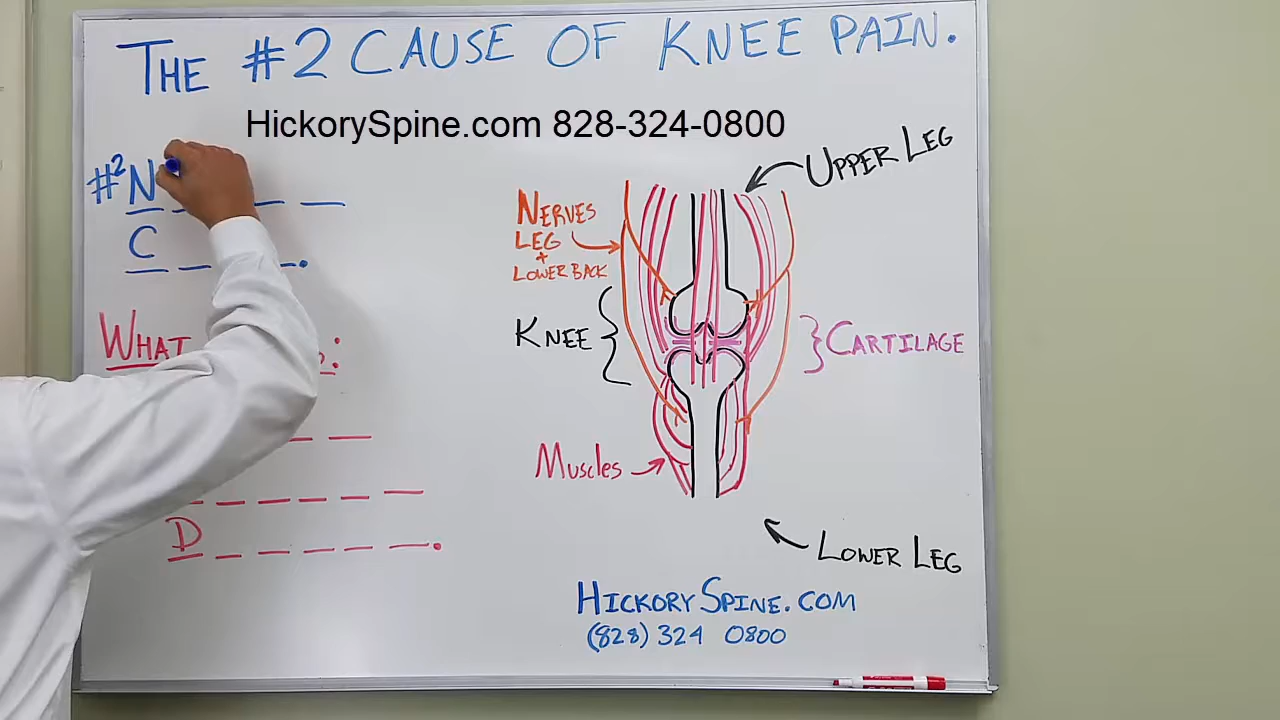 THE #2 CAUSE OF KNEE PAIN.
HickorySpine.com 828-324-0800
#2 N
C
WHAT
UPPER LEG
NERVES
LEG
+
LOWER BACK
KNEE
CARTILAGE
MUSCLES
D
LOWER LEG
HICKORYSPINE.COM
(828) 324 0800